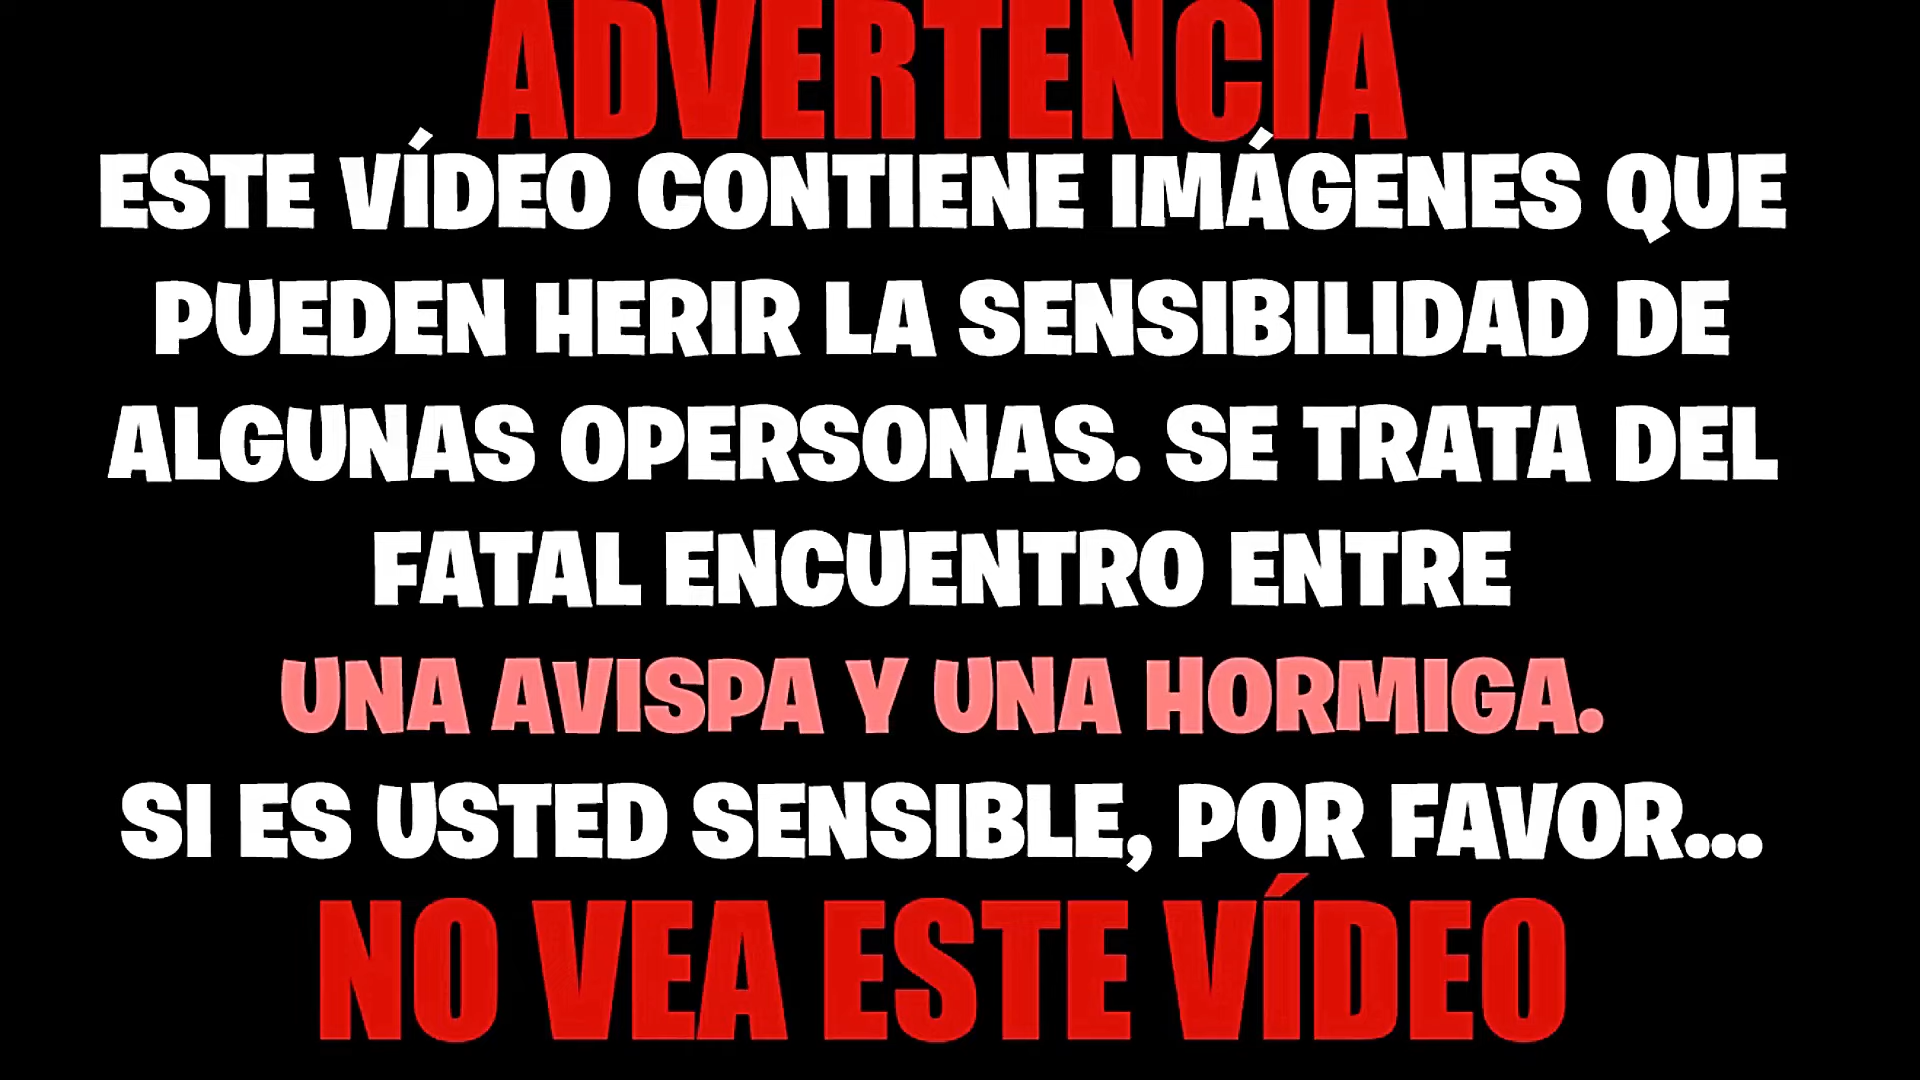 ADVERTENCIA
ESTE VÍDEO CONTIENE IMÁGENES QUE
PUEDEN HERIR LA SENSIBILIDAD DE
ALGUNAS OPERSONAS. SE TRATA DEL
FATAL ENCUENTRO ENTRE
UNA AVISPA Y UNA HORMIGA.
SI ES USTED SENSIBLE, POR FAVOR...
NO VEA ESTE VÍDEO